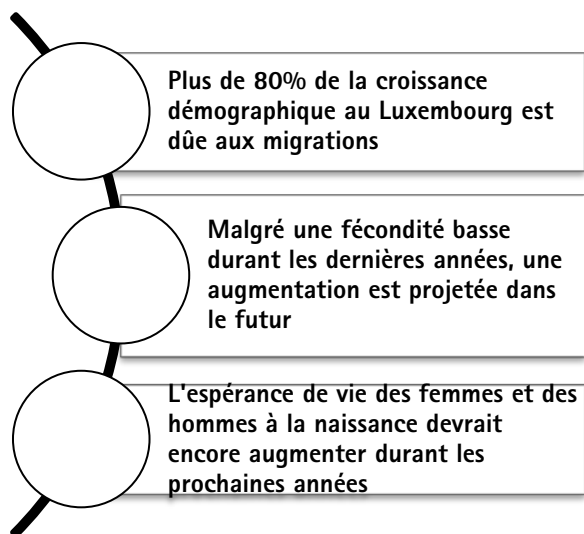 Plus de 80% de la croissance
démographique au Luxembourg est
dûe aux migrations
Malgré une fécondité basse
durant les dernières années, une
augmentation est projetée dans
le futur
L'espérance de vie des femmes et des
hommes à la naissance devrait
encore augmenter durant les
prochaines années